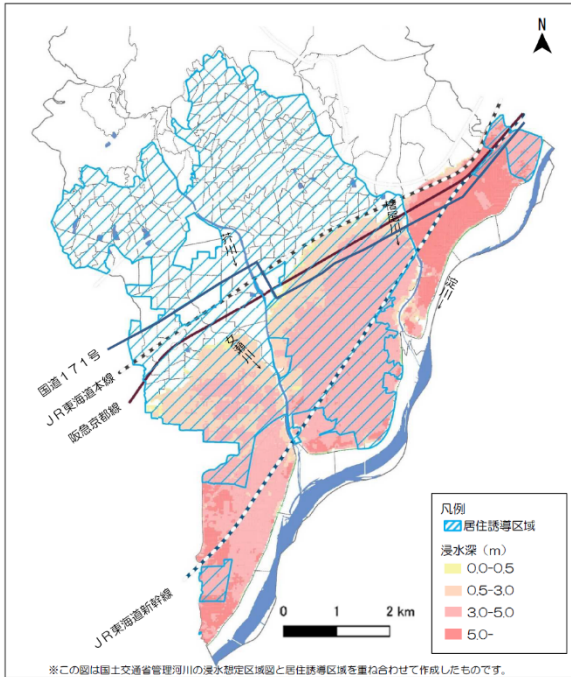 N
芥川
檜尾川
淀川
女瀬川
国道171号
JR東海道本線
阪急京都線
JR東海道新幹線
凡例
居住誘導区域
浸水深（m）
0.0-0.5
0.5-3.0
3.0-5.0
5.0-
0 1 2 km
※この図は国土交通省管理河川の浸水想定区域図と居住誘導区域を重ね合わせて作成したものです。